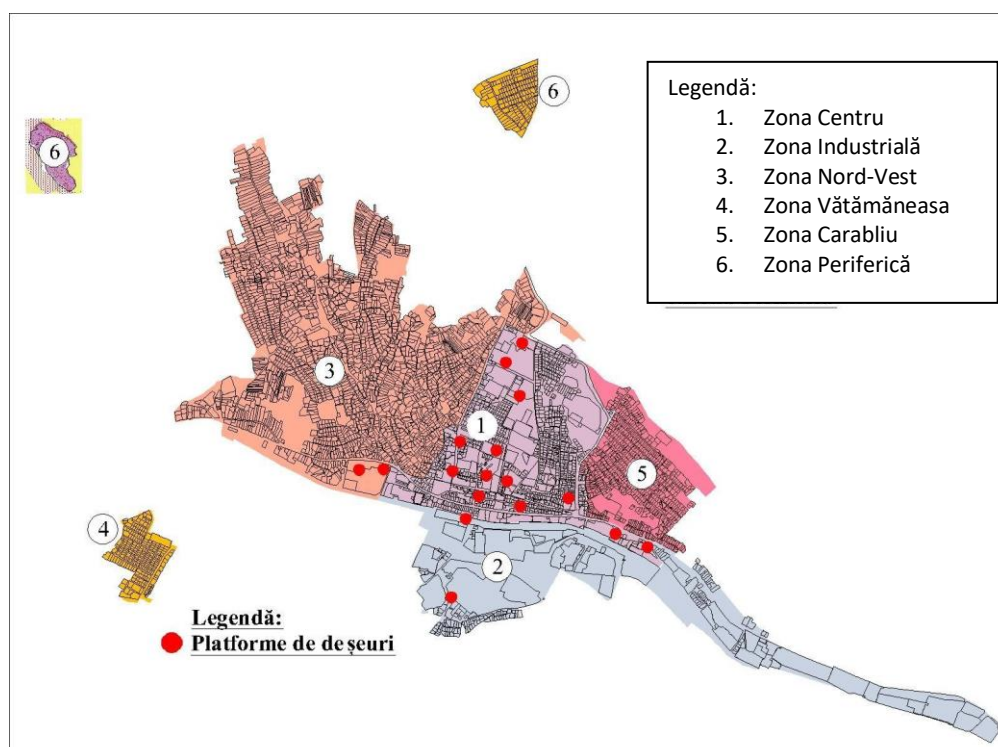 Legendă:
1. Zona Centru
2. Zona Industrială
3. Zona Nord-Vest
4. Zona Vătămăneasa
5. Zona Carabliu
6. Zona Periferică
6
6
3
1
5
4
2
Legendă:
Platforme de deșeuri